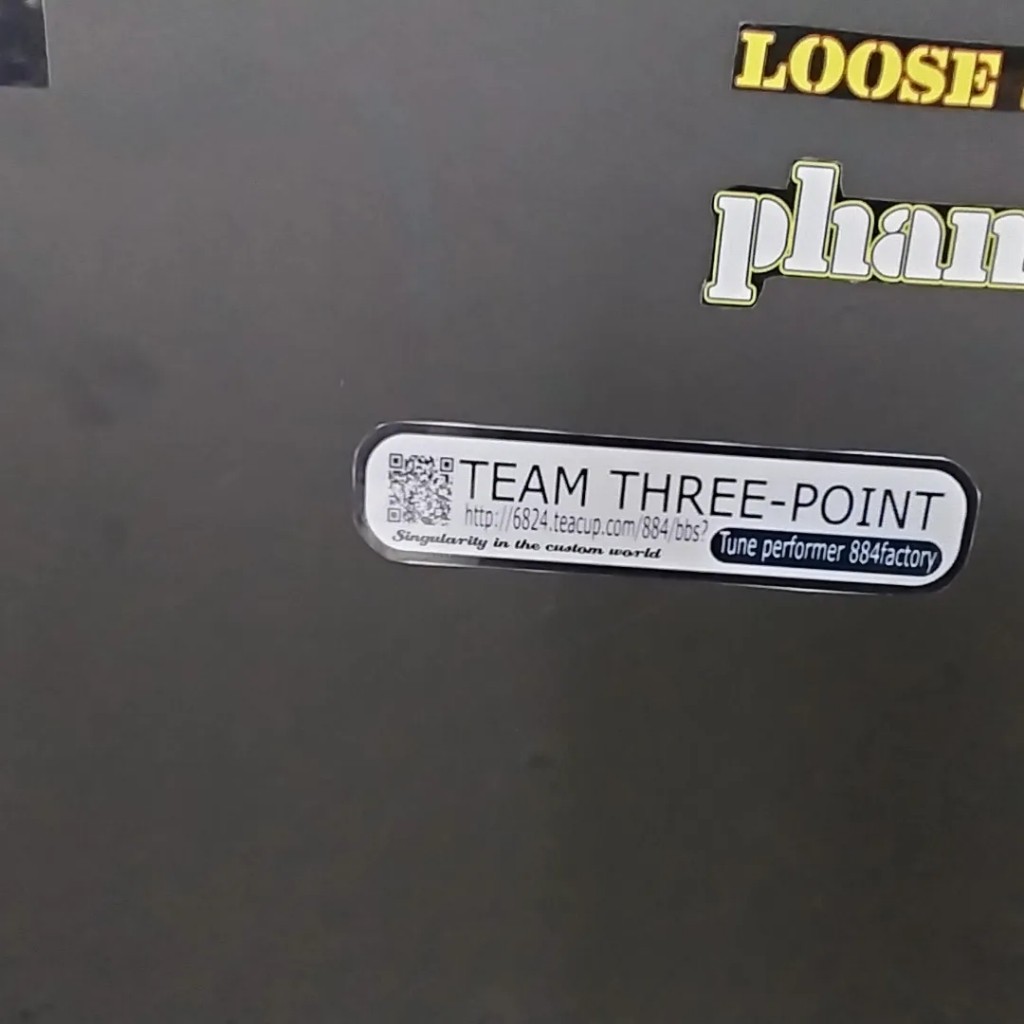 LOOSE
phan
TEAM THREE-POINT
http://6824.teacup.com/884/bbs?
Singularity in the custom world
Tune performer 884factory